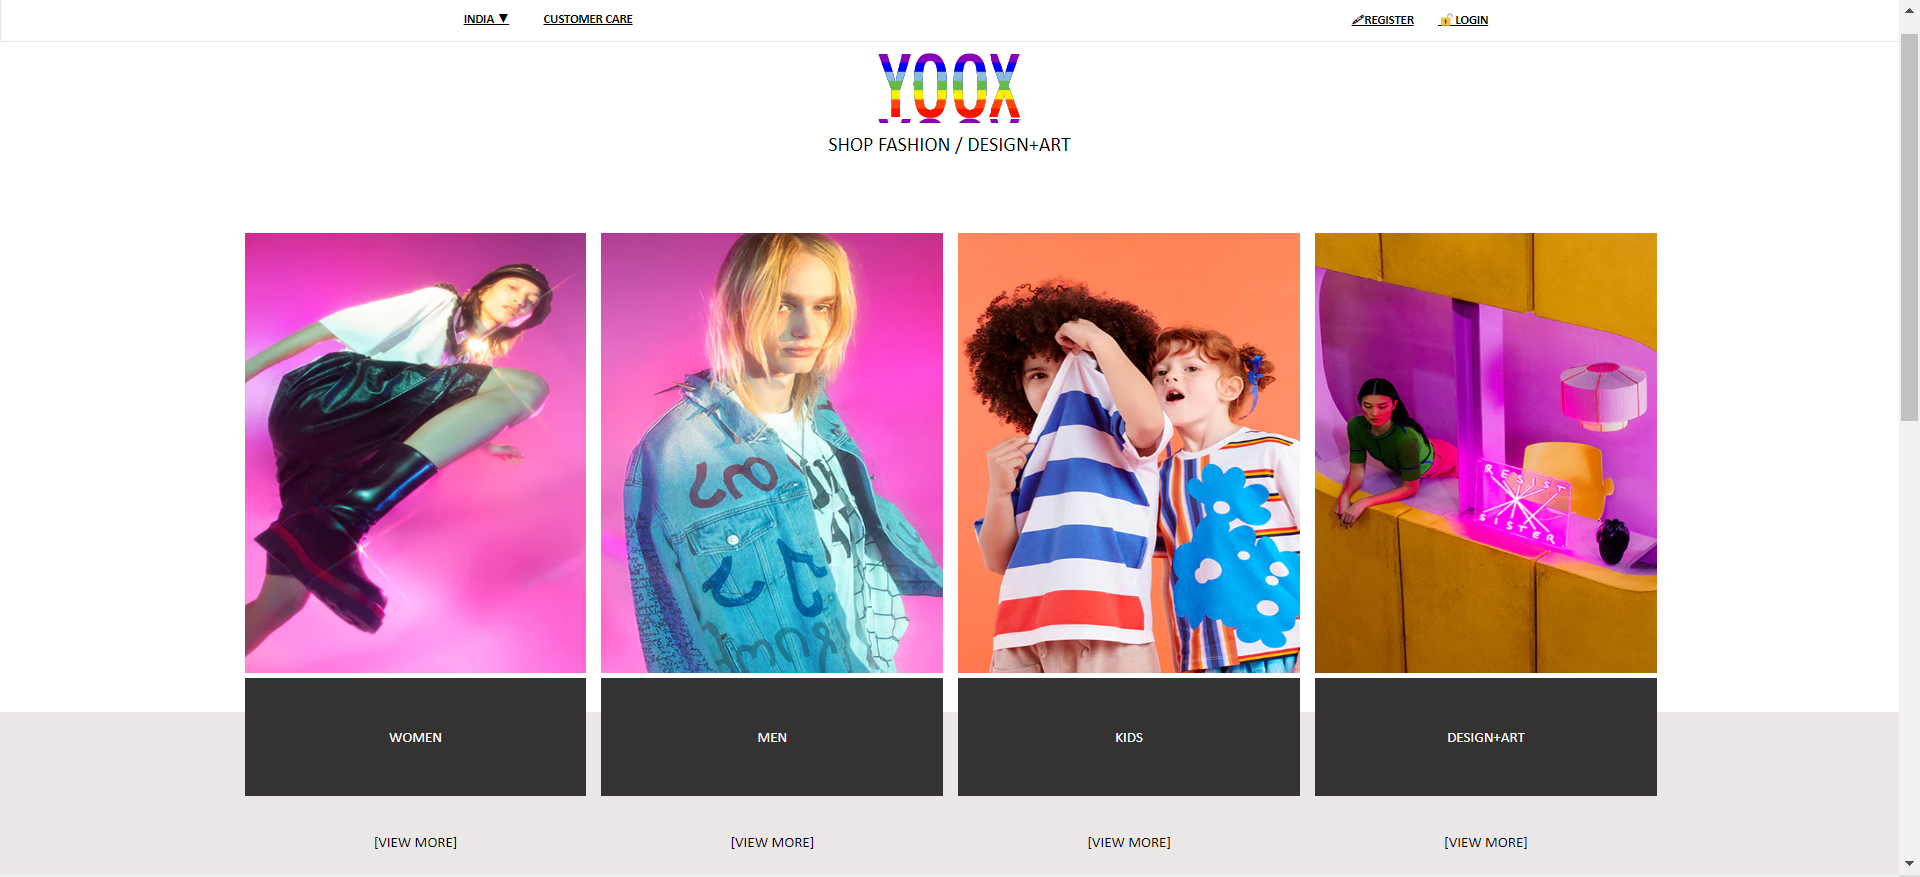 INDIA ▼ CUSTOMER CARE REGISTER LOGIN
YOOX
SHOP FASHION / DESIGN+ART
RESIST
SISTER
WOMEN MEN KIDS DESIGN+ART
[VIEW MORE] [VIEW MORE] [VIEW MORE] [VIEW MORE]